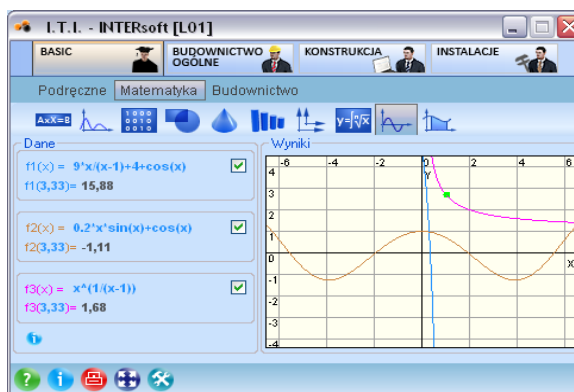 I.T.I. - INTERsoft [L01]
BASIC
BUDOWNICTWO
OGÓLNE
KONSTRUKCJA
INSTALACJE
Podręczne Matematyka Budownictwo
AxX=B
1000
0010
y=∫√x
Dane
f1(x) = 9*x/(x-1)+4+cos(x)
f1(3,33)= 15,88
f2(x) = 0.2*x*sin(x)+cos(x)
f2(3,33)= -1,11
f3(x) = x^(1/(x-1))
f3(3,33)= 1,68
Wyniki
-6 -4 -2 0 2 4 6
4
Y
3
2
1
0
X
-1
-2
-3
-4